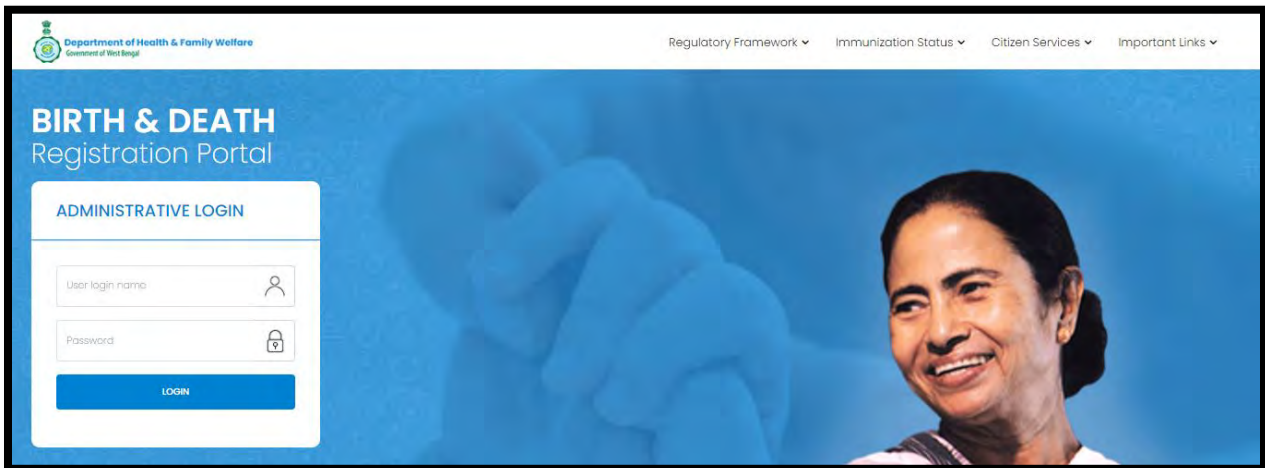 Department of Health & Family Welfare
Government of West Bengal
Regulatory Framework
Immunization Status
Citizen Services
Important Links
BIRTH & DEATH
Registration Portal
ADMINISTRATIVE LOGIN
User login name
Password
LOGIN